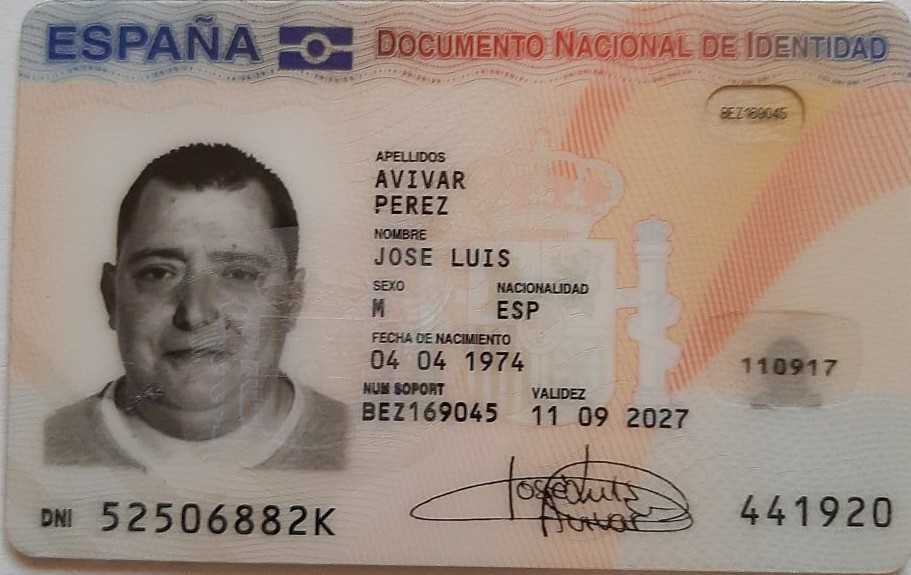 ESPAÑA DOCUMENTO NACIONAL DE IDENTIDAD
BEZ169045
APELLIDOS
AVIVAR
PEREZ
NOMBRE
JOSE LUIS
SEXO NACIONALIDAD
M ESP
FECHA DE NACIMIENTO
04 04 1974
110917
NUM SOPORT VALIDEZ
BEZ169045 11 09 2027
José Luis
Avivar
DNI 52506882K 441920